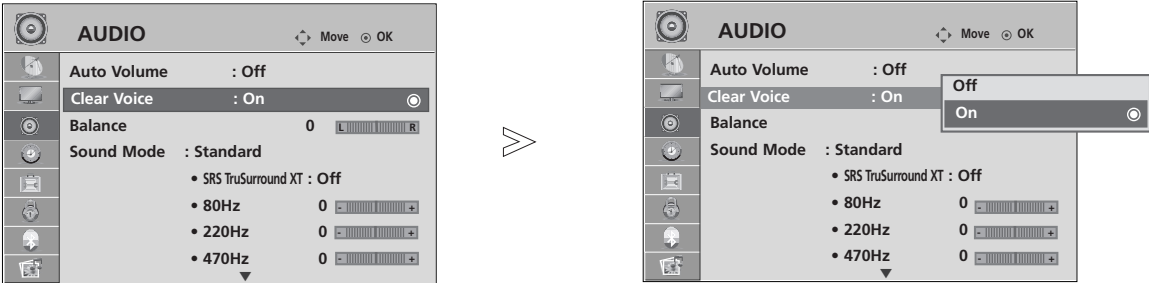 AUDIO
Move OK
Auto Volume : Off
Clear Voice : On
Balance 0 L R
Sound Mode : Standard
• SRS TruSurround XT : Off
• 80Hz 0 - +
• 220Hz 0 - +
• 470Hz 0 - +
AUDIO
Move OK
Auto Volume : Off
Clear Voice : On
Balance
Sound Mode : Standard
• SRS TruSurround XT : Off
• 80Hz 0 - +
• 220Hz 0 - +
• 470Hz 0 - +
Off
On